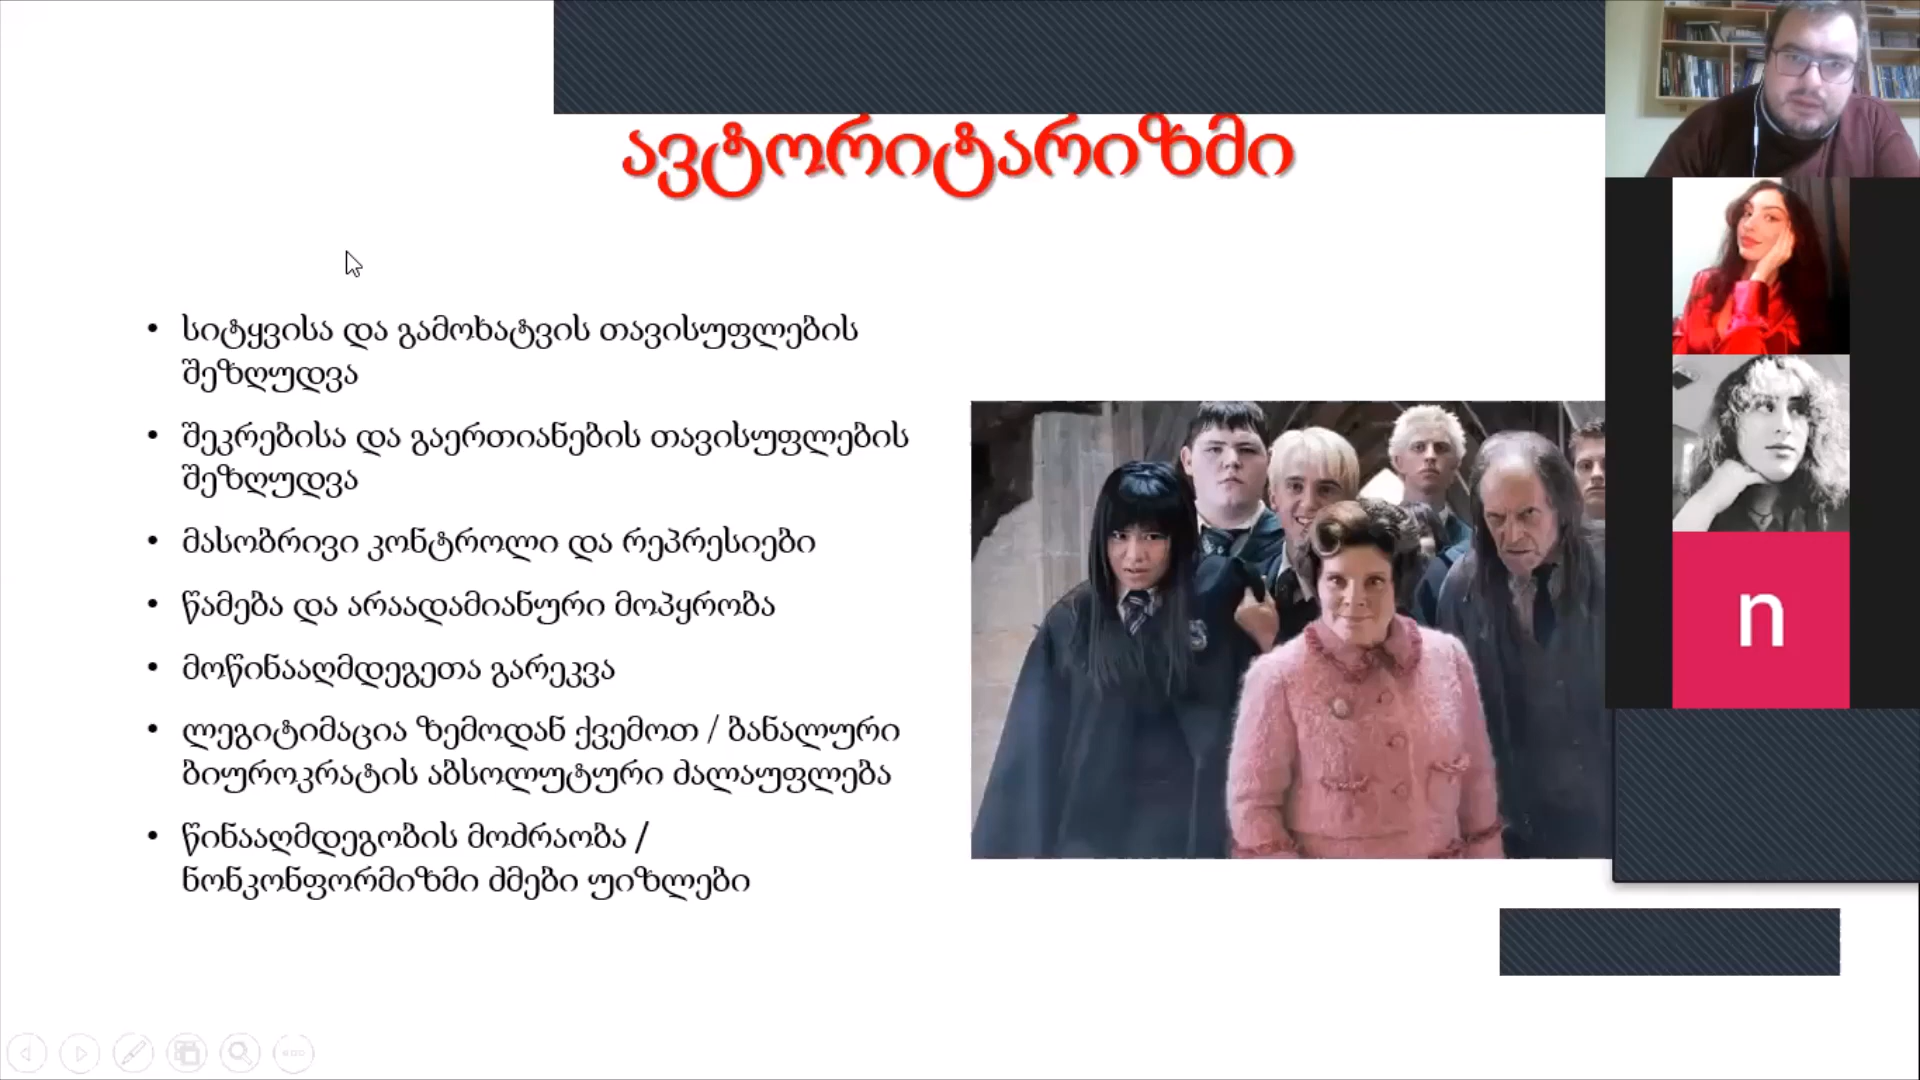 ავტორიტარიზმი
• სიტყვისა და გამოხატვის თავისუფლების
შეზღუდვა
• შეკრებისა და გაერთიანების თავისუფლების
შეზღუდვა
• მასობრივი კონტროლი და რეპრესიები
• წამება და არაადამიანური მოპყრობა
• მოწინააღმდეგეთა გარეკვა
• ლეგიტიმაცია ზემოდან ქვემოთ / ბანალური
ბიუროკრატის აბსოლუტური ძალაუფლება
• წინააღმდეგობის მოძრაობა /
ნონკონფორმიზმი ძმები უიზლები
n